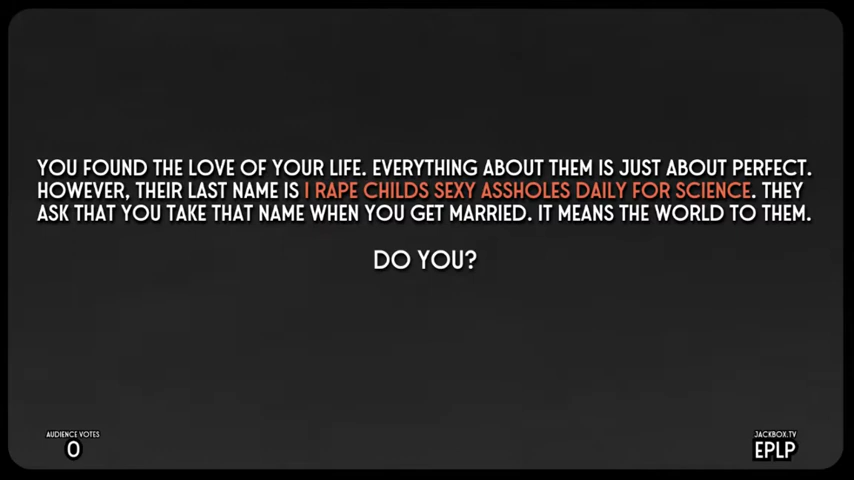 YOU FOUND THE LOVE OF YOUR LIFE. EVERYTHING ABOUT THEM IS JUST ABOUT PERFECT.
HOWEVER, THEIR LAST NAME IS I RAPE CHILDS SEXY ASSHOLES DAILY FOR SCIENCE. THEY
ASK THAT YOU TAKE THAT NAME WHEN YOU GET MARRIED. IT MEANS THE WORLD TO THEM.
DO YOU?
AUDIENCE VOTES
0
JACKBOX.TV
EPLP